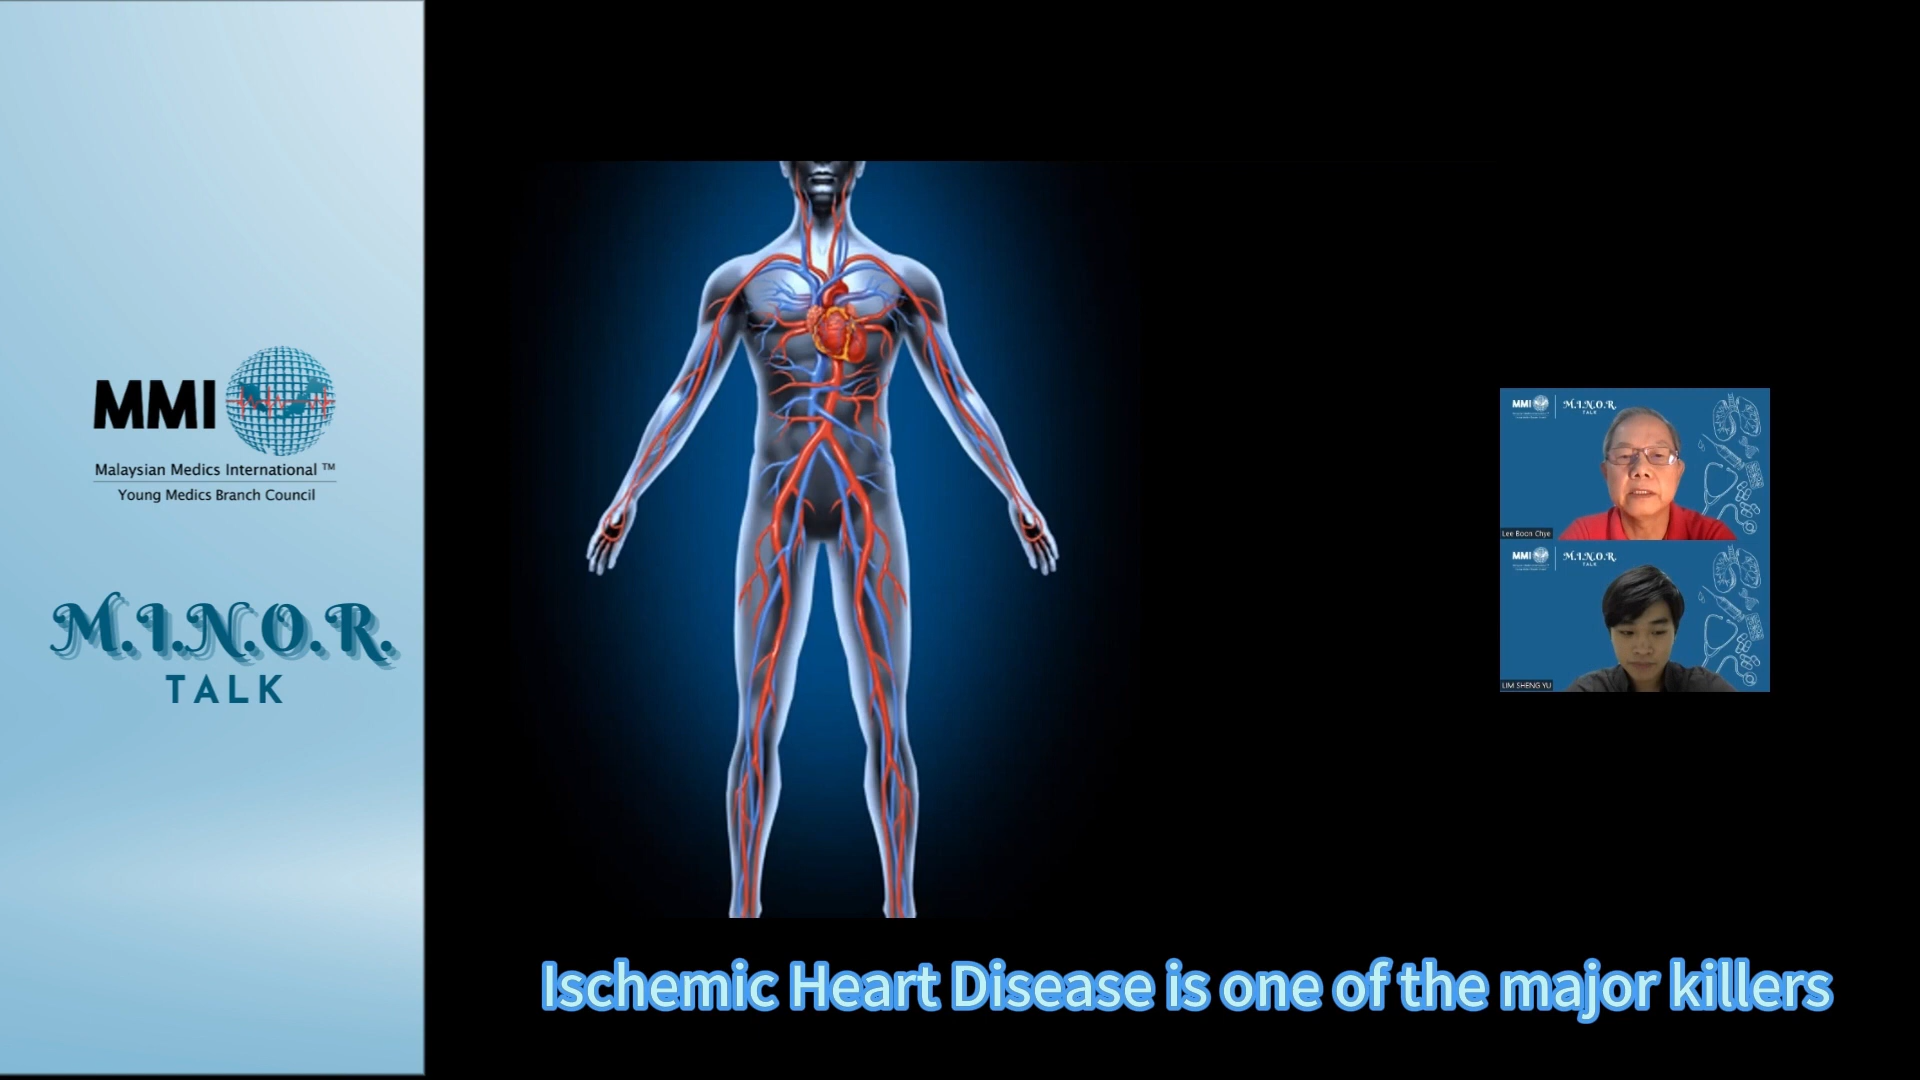 MMI
Malaysian Medics International ™
Young Medics Branch Council
M.I.N.O.R.
TALK
MMI
M.I.N.O.R.
TALK
Lee Boon Chye
MMI
M.I.N.O.R.
TALK
LIM SHENG YU
Ischemic Heart Disease is one of the major killers